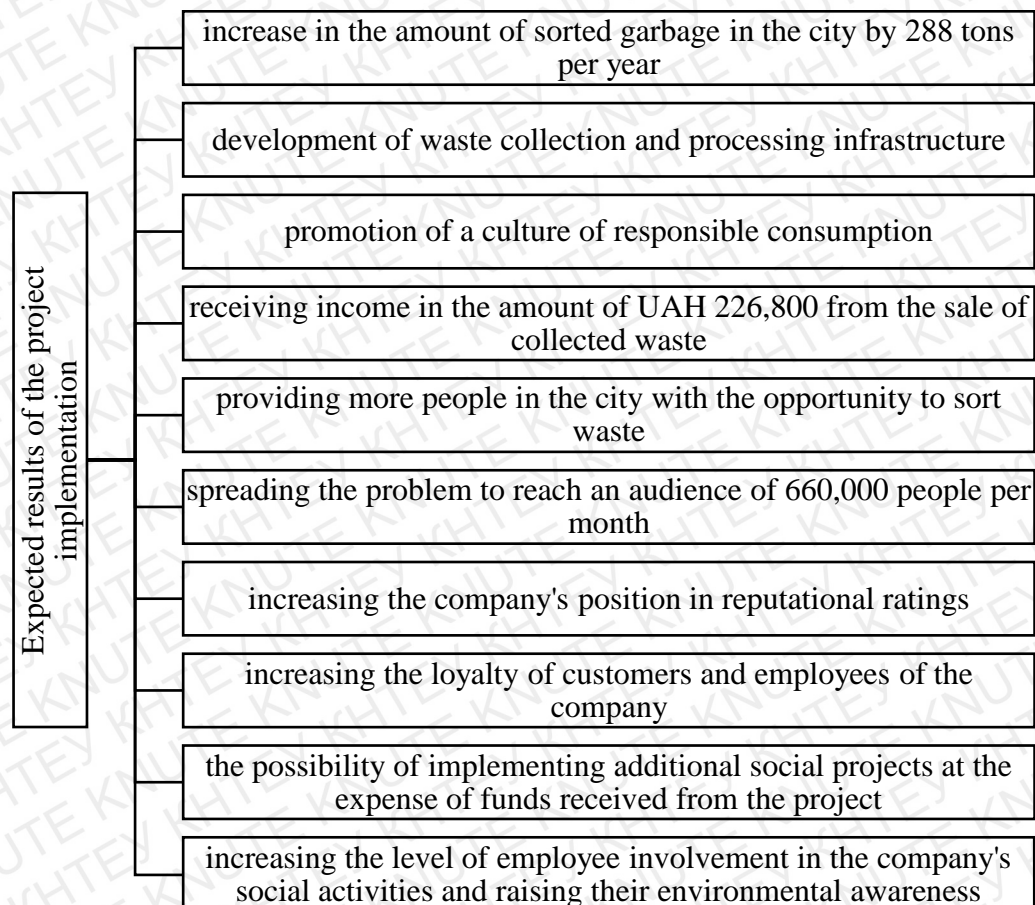 increase in the amount of sorted garbage in the city by 288 tons
per year
development of waste collection and processing infrastructure
promotion of a culture of responsible consumption
Expected results of the project
implementation
receiving income in the amount of UAH 226,800 from the sale of
collected waste
providing more people in the city with the opportunity to sort
waste
spreading the problem to reach an audience of 660,000 people per
month
increasing the company's position in reputational ratings
increasing the loyalty of customers and employees of the
company
the possibility of implementing additional social projects at the
expense of funds received from the project
increasing the level of employee involvement in the company's
social activities and raising their environmental awareness